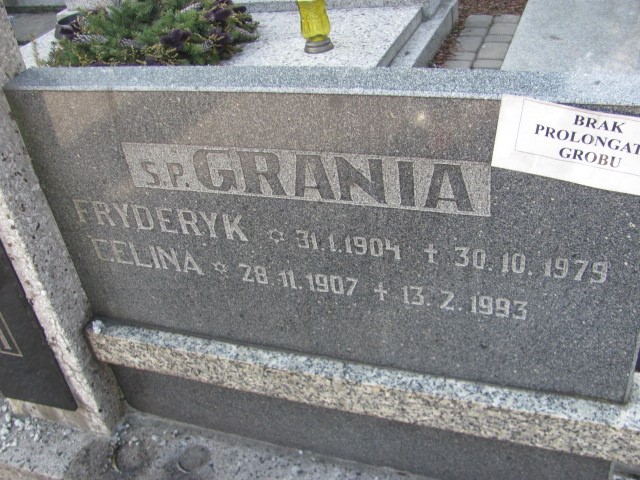 BRAK
PROLONGAT
GROBU
Ś.P. GRANIA
FRYDERYK ✡ 31.1.1904 ✝ 30.10.1979
CELINA ✡ 28.11.1907 ✝ 13.2.1993